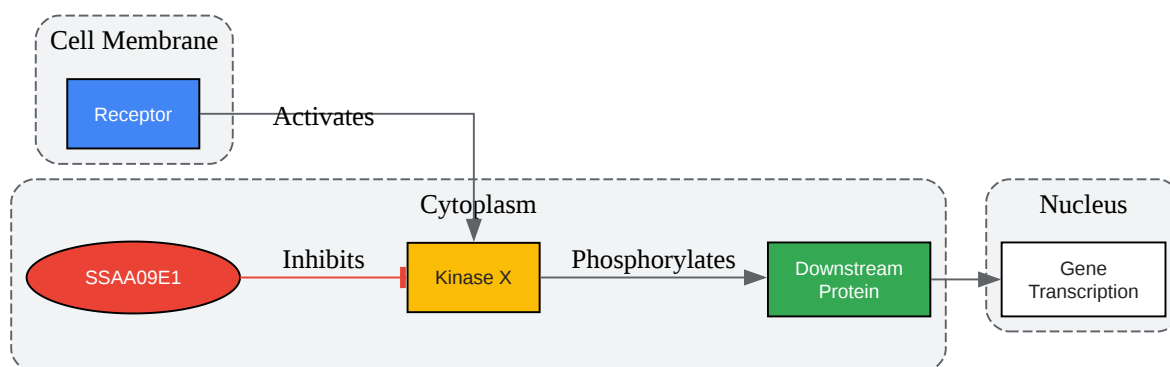 Cell Membrane
Receptor
Activates
Cytoplasm
Nucleus
SSAA09E1
Inhibits
Kinase X
Phosphorylates
Downstream
Protein
Gene
Transcription